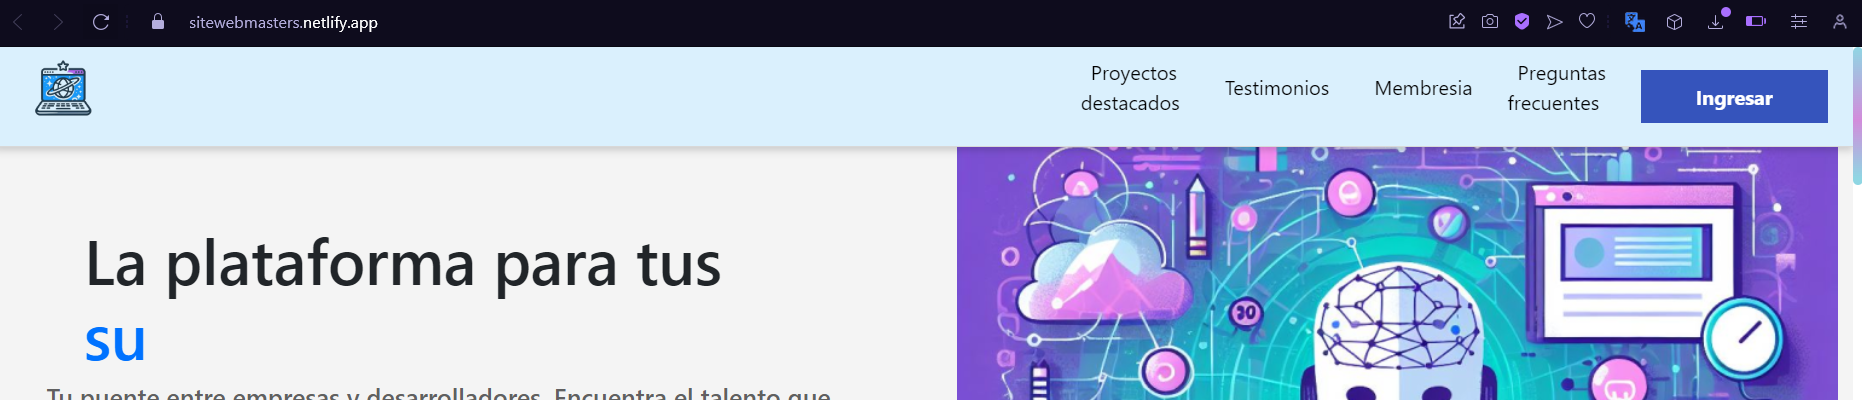 sitewebmasters.netlify.app
Proyectos
destacados
Testimonios
Membresia
Preguntas
frecuentes
Ingresar
La plataforma para tus
su
Tu puente entre empresas y desarrolladores. Encuentra el talento que